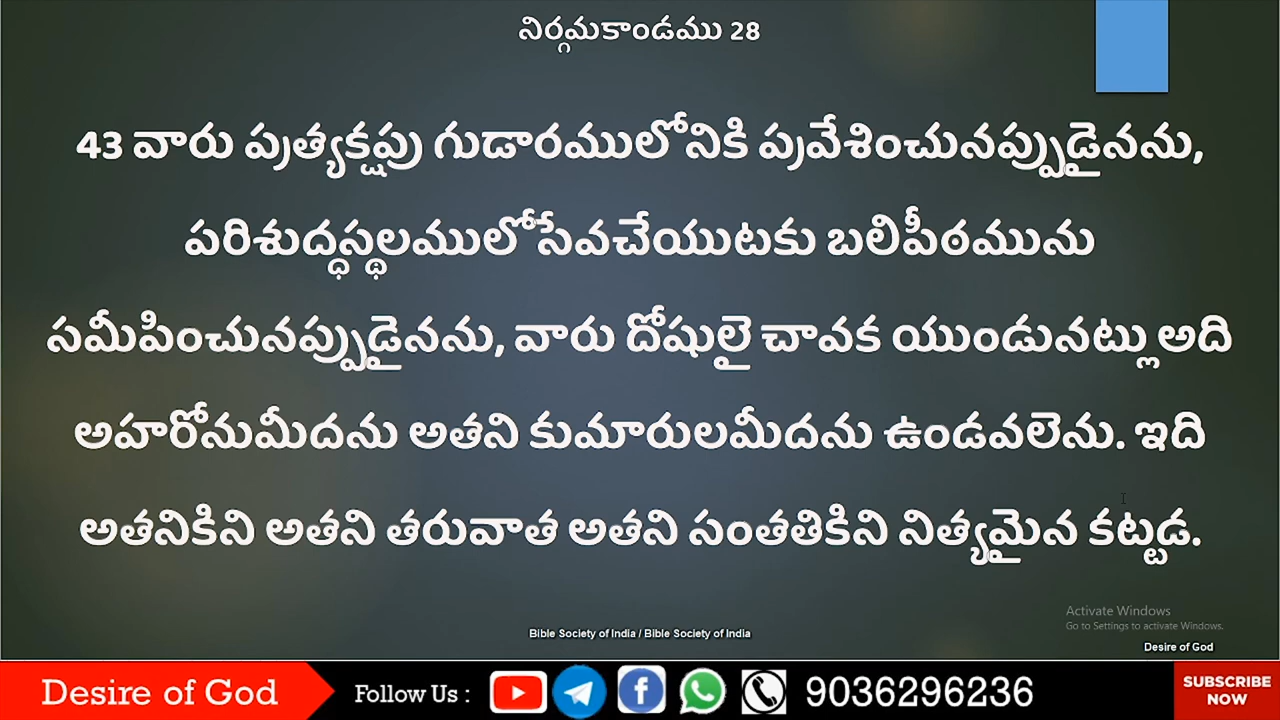 నిర్గమకాండము 28
43 వారు ప్రత్యక్షపు గుడారములోనికి ప్రవేశించునప్పుడైనను,
పరిశుద్ధస్థలములోసేవచేయుటకు బలిపీఠమును
సమీపించునప్పుడైనను, వారు దోషులై చావక యుండునట్లు అది
అహరోనుమీదను అతని కుమారులమీదను ఉండవలెను. ఇది
అతనికిని అతని తరువాత అతని సంతతికిని నిత్యమైన కట్టడ.
Activate Windows
Go to Settings to activate Windows.
Bible Society of India / Bible Society of India
Desire of God
Desire of God Follow Us : 9036296236 SUBSCRIBE
NOW